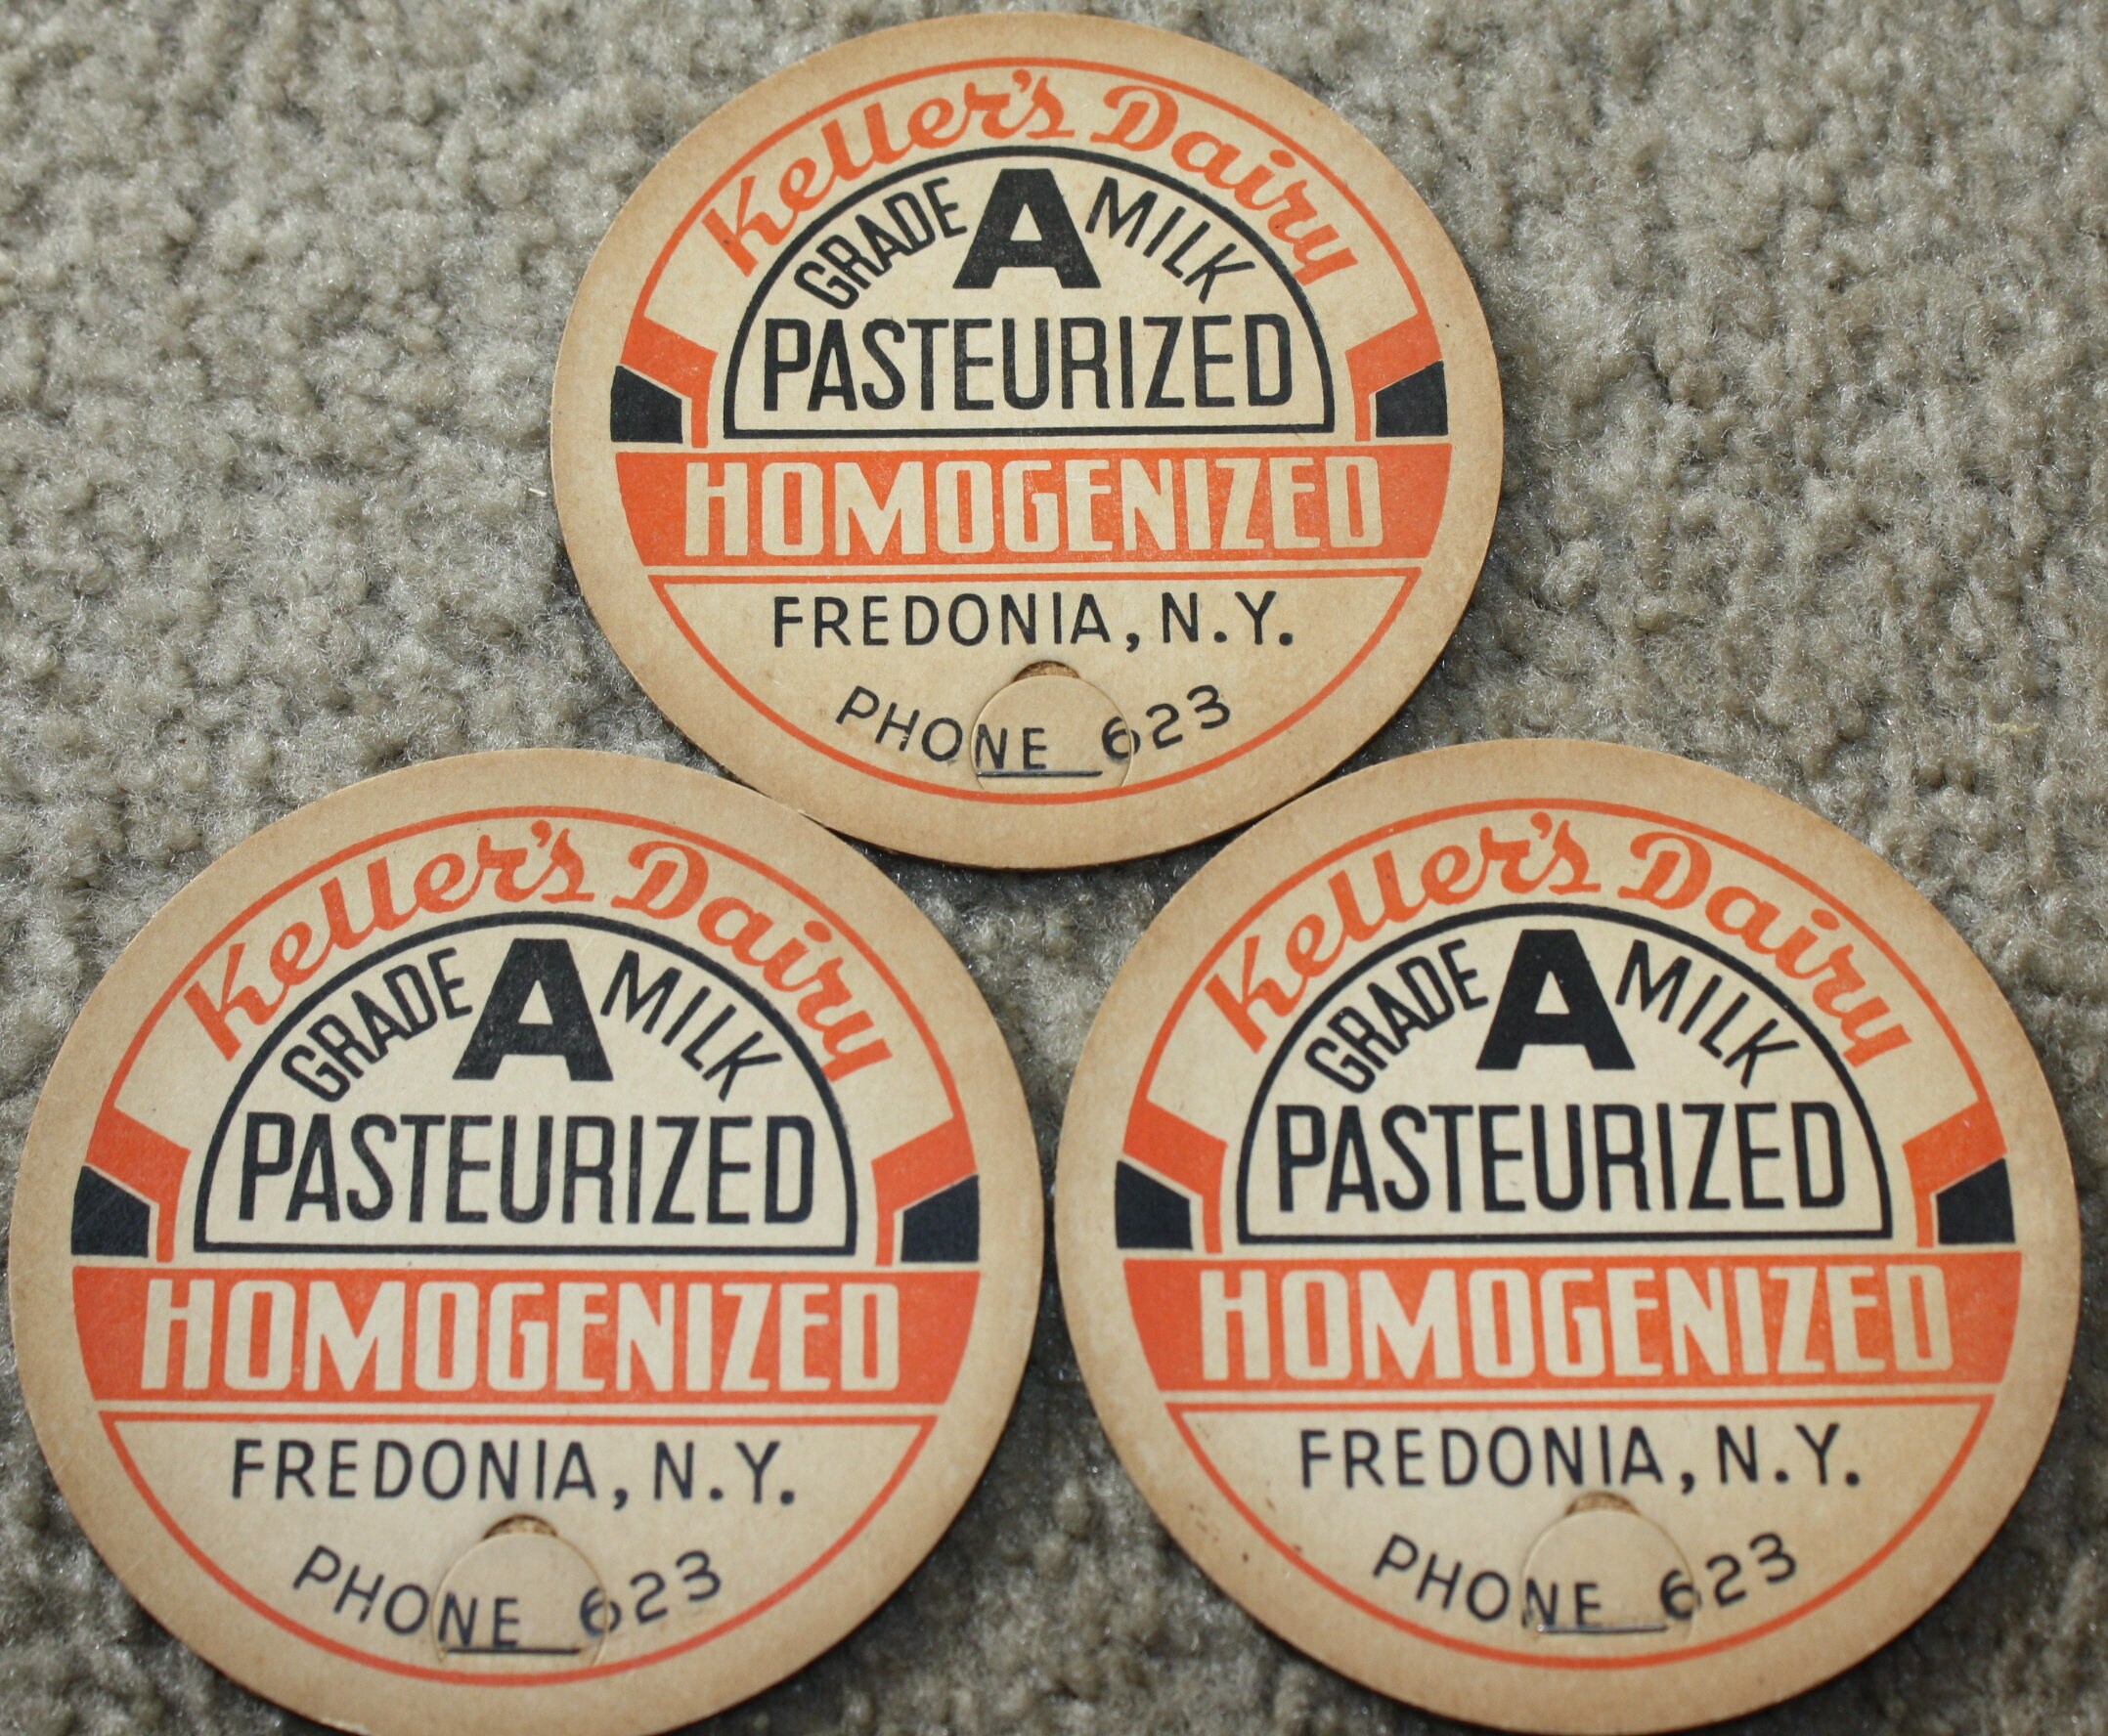 Keller's Dairy
GRADE A MILK
PASTEURIZED
HOMOGENIZED
FREDONIA, N.Y.
PHONE 623
Keller's Dairy
GRADE A MILK
PASTEURIZED
HOMOGENIZED
FREDONIA, N.Y.
PHONE 623
Keller's Dairy
GRADE A MILK
PASTEURIZED
HOMOGENIZED
FREDONIA, N.Y.
PHONE 623